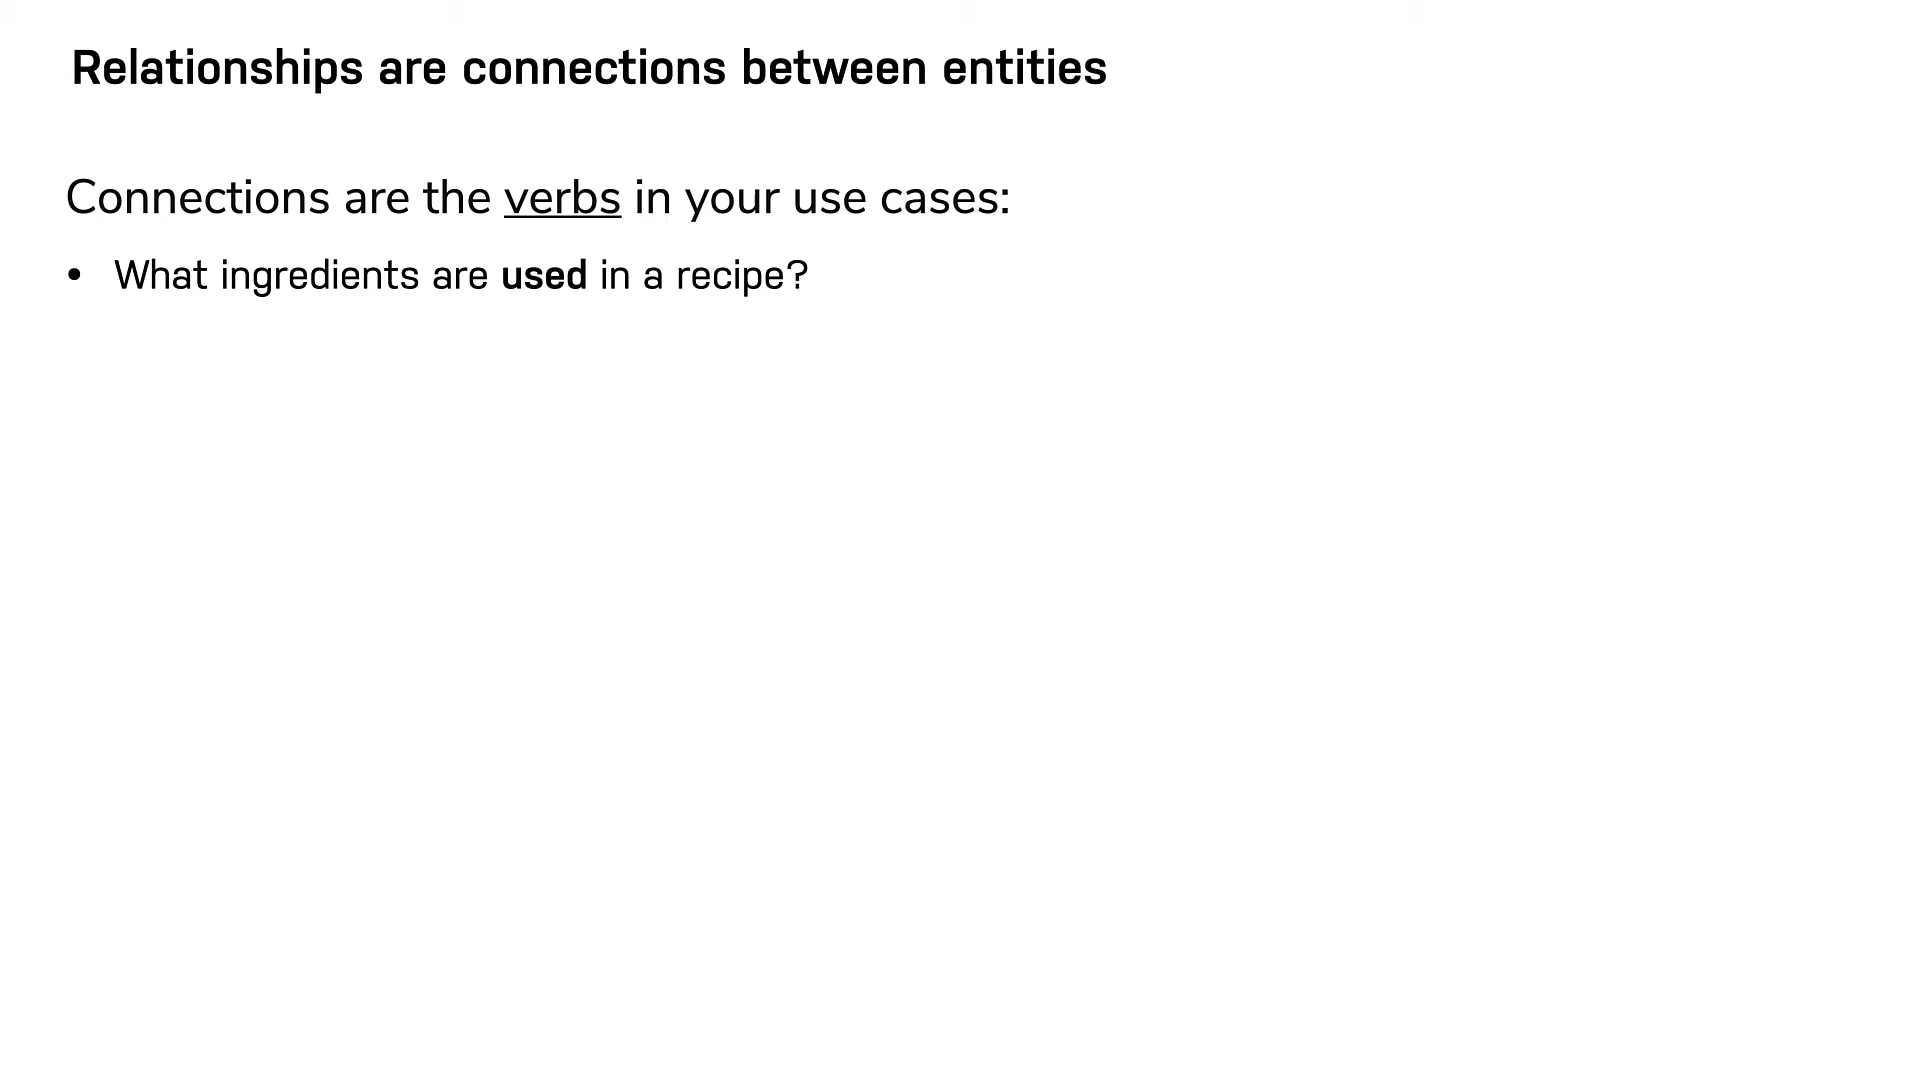 Relationships are connections between entities
Connections are the verbs in your use cases:
• What ingredients are used in a recipe?